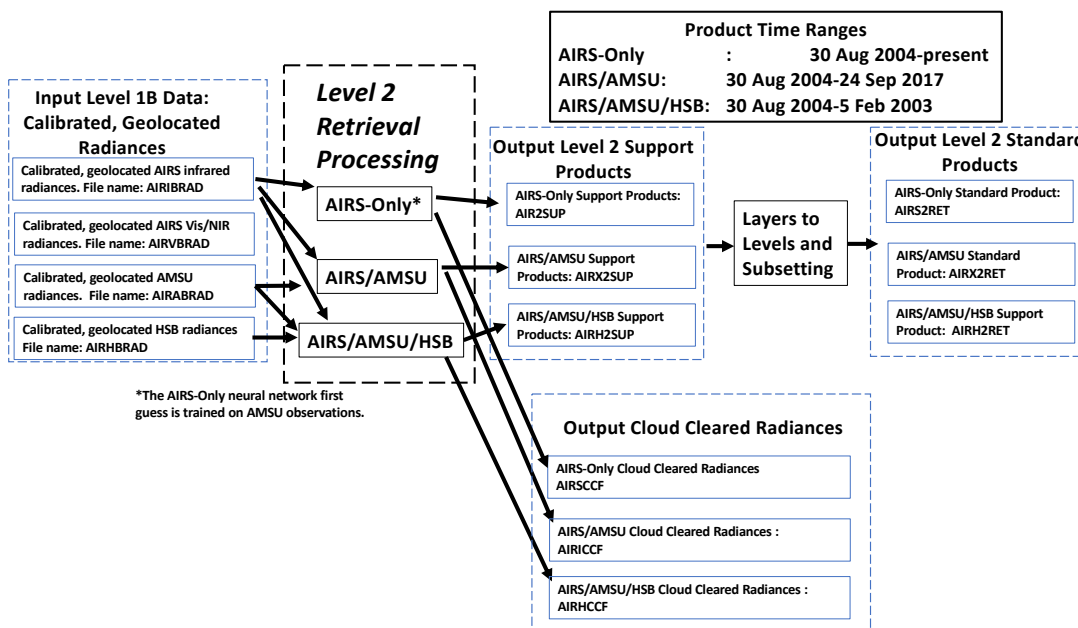 Product Time Ranges
AIRS-Only : 30 Aug 2004-present
AIRS/AMSU: 30 Aug 2004-24 Sep 2017
AIRS/AMSU/HSB: 30 Aug 2004-5 Feb 2003
Input Level 1B Data:
Calibrated, Geolocated
Radiances
Calibrated, geolocated AIRS infrared
radiances. File name: AIRIBRAD
Calibrated, geolocated AIRS Vis/NIR
radiances. File name: AIRVBRAD
Calibrated, geolocated AMSU
radiances. File name: AIRABRAD
Calibrated, geolocated HSB radiances
File name: AIRHBRAD
Level 2
Retrieval
Processing
AIRS-Only*
AIRS/AMSU
AIRS/AMSU/HSB
*The AIRS-Only neural network first
guess is trained on AMSU observations.
Output Level 2 Support
Products
AIRS-Only Support Products:
AIR2SUP
AIRS/AMSU Support
Products: AIRX2SUP
AIRS/AMSU/HSB Support
Products: AIRH2SUP
Layers to
Levels and
Subsetting
Output Level 2 Standard
Products
AIRS-Only Standard Product:
AIRS2RET
AIRS/AMSU Standard
Product: AIRX2RET
AIRS/AMSU/HSB Support
Product: AIRH2RET
Output Cloud Cleared Radiances
AIRS-Only Cloud Cleared Radiances
AIRSCCF
AIRS/AMSU Cloud Cleared Radiances :
AIRICCF
AIRS/AMSU/HSB Cloud Cleared Radiances :
AIRHCCF